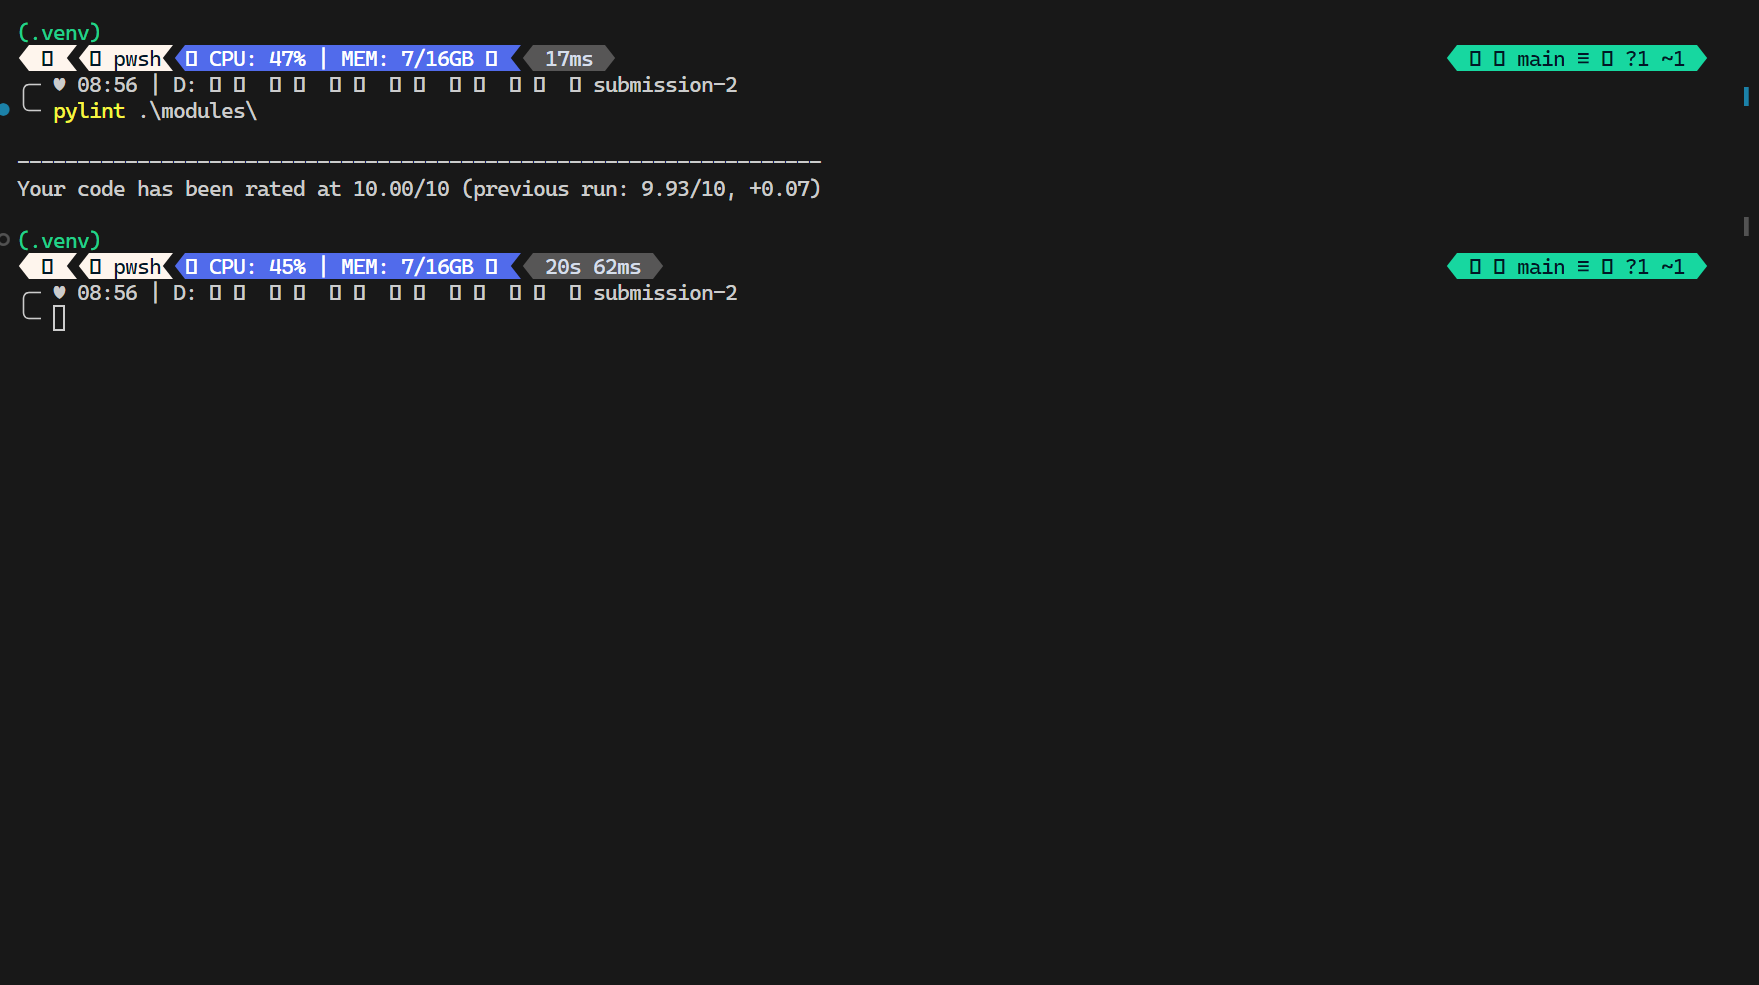 (.venv)
▯ ▯ pwsh ▯ CPU: 47% | MEM: 7/16GB ▯ 17ms ▯ ▯ main ≡ ▯ ?1 ~1
╭─ ♥ 08:56 | D: ▯ ▯ ▯ ▯ ▯ ▯ ▯ ▯ ▯ ▯ ▯ ▯ ▯ submission-2
╰─ pylint .\modules\
-------------------------------------------------------------------
Your code has been rated at 10.00/10 (previous run: 9.93/10, +0.07)
(.venv)
▯ ▯ pwsh ▯ CPU: 45% | MEM: 7/16GB ▯ 20s 62ms ▯ ▯ main ≡ ▯ ?1 ~1
╭─ ♥ 08:56 | D: ▯ ▯ ▯ ▯ ▯ ▯ ▯ ▯ ▯ ▯ ▯ ▯ ▯ submission-2
╰─